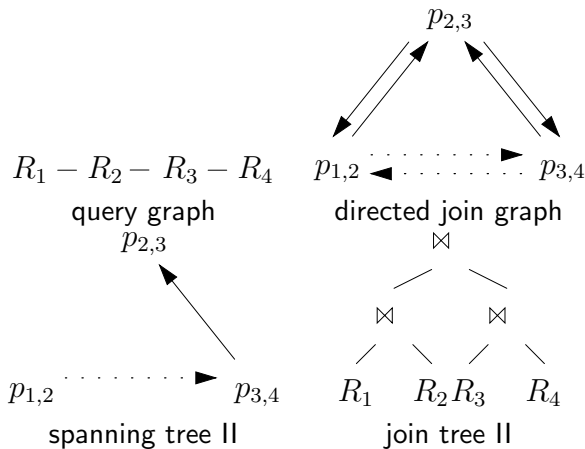 p₂,₃
R₁ − R₂ − R₃ − R₄
p₁,₂ p₃,₄
query graph
directed join graph
p₂,₃
⋈
⋈ ⋈
p₁,₂ p₃,₄
R₁ R₂ R₃ R₄
spanning tree II
join tree II